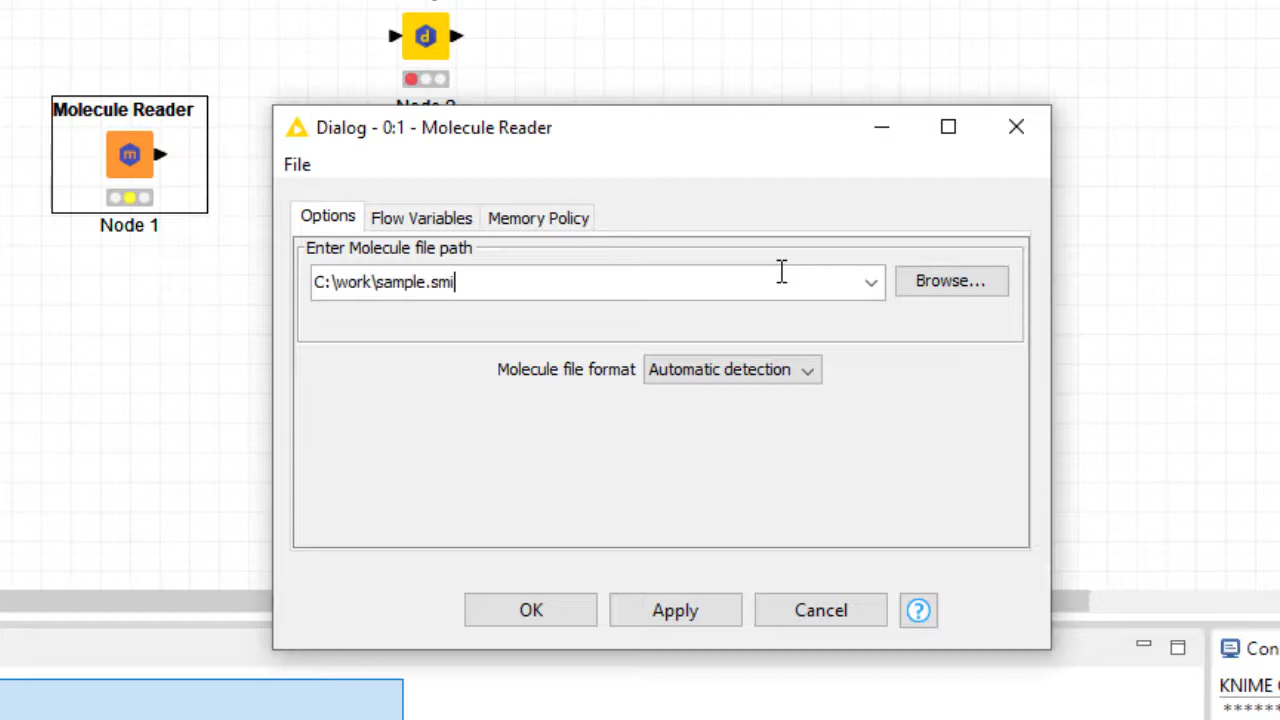 Molecule Reader
Node 1
Dialog - 0:1 - Molecule Reader
File
Options
Flow Variables
Memory Policy
Enter Molecule file path
C:\work\sample.smi
Browse...
Molecule file format
Automatic detection
OK
Apply
Cancel
?
d
m
KNIME
*******